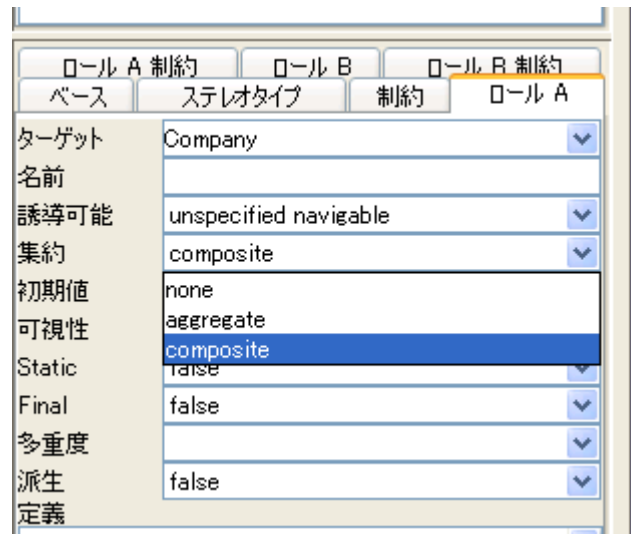 ロール A 制約 ロール B ロール B 制約
ベース ステレオタイプ 制約 ロール A
ターゲット Company
名前
誘導可能 unspecified navigable
集約 composite
初期値 none
可視性 aggregate
composite
Static false
Final false
多重度
派生 false
定義